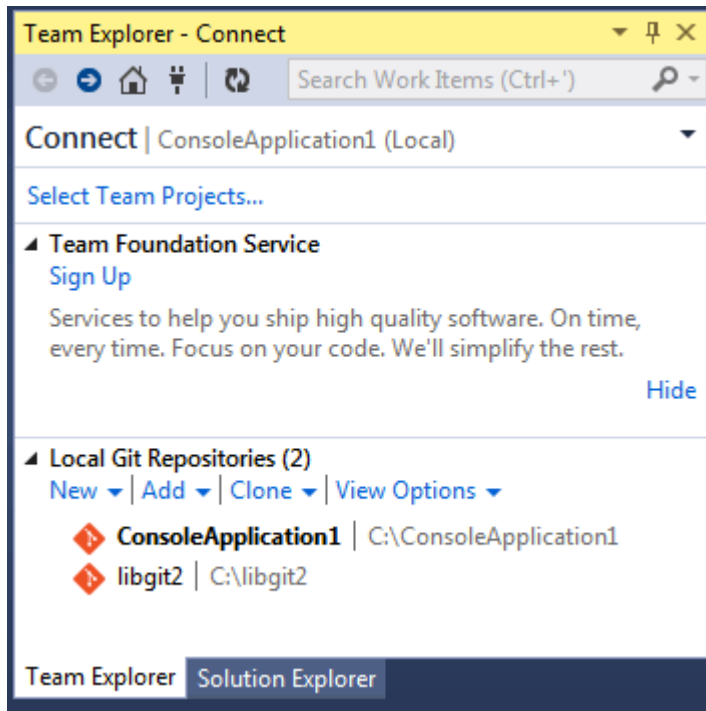 Team Explorer - Connect
Search Work Items (Ctrl+')
Connect | ConsoleApplication1 (Local)
Select Team Projects...
Team Foundation Service
Sign Up
Services to help you ship high quality software. On time,
every time. Focus on your code. We'll simplify the rest.
Hide
Local Git Repositories (2)
New | Add | Clone | View Options
ConsoleApplication1 | C:\ConsoleApplication1
libgit2 | C:\libgit2
Team Explorer Solution Explorer